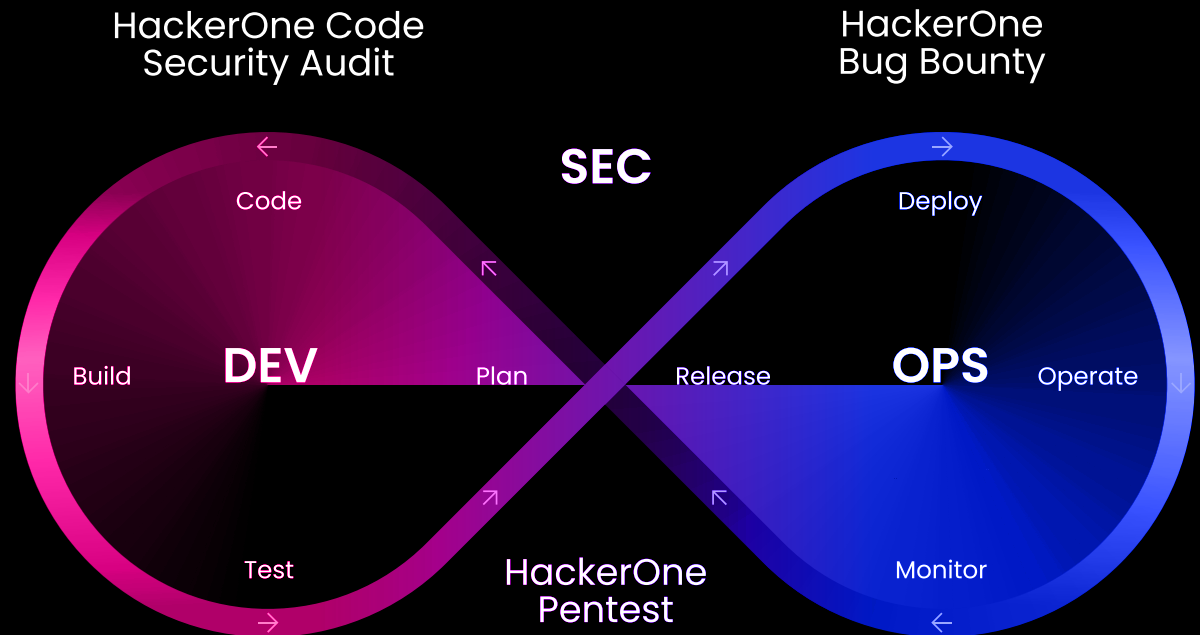 HackerOne Code
Security Audit
HackerOne
Bug Bounty
SEC
Code
Deploy
Build
DEV
Plan
Release
OPS
Operate
Test
Monitor
HackerOne
Pentest